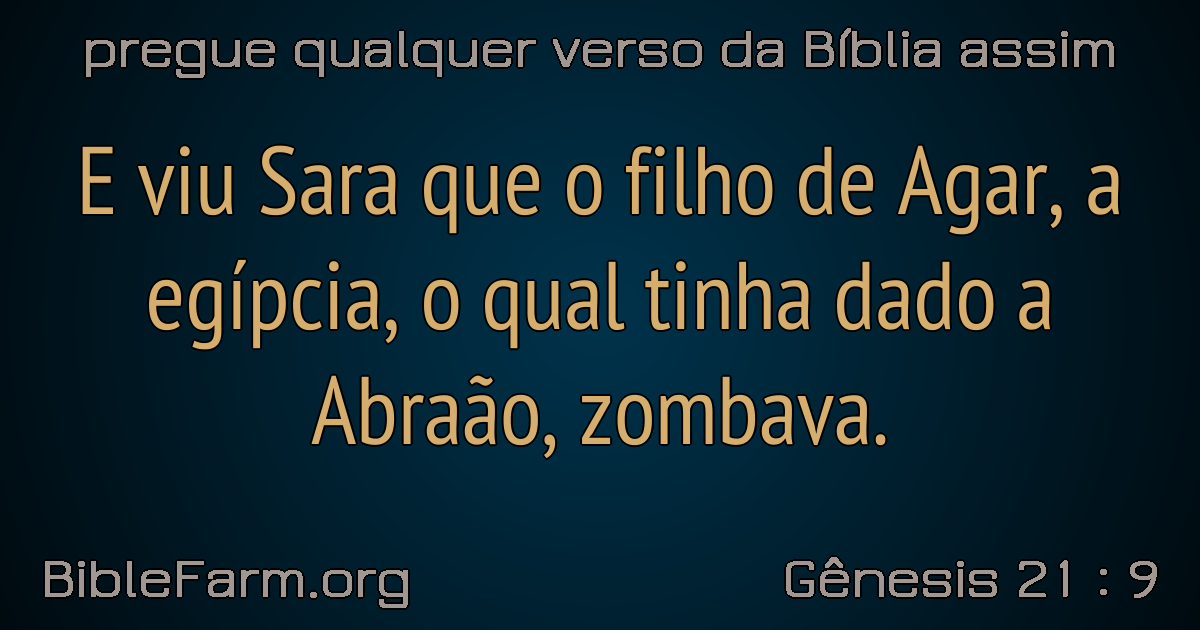 pregue qualquer verso da Bíblia assim
E viu Sara que o filho de Agar, a
egípcia, o qual tinha dado a
Abraão, zombava.
BibleFarm.org
Gênesis 21 : 9